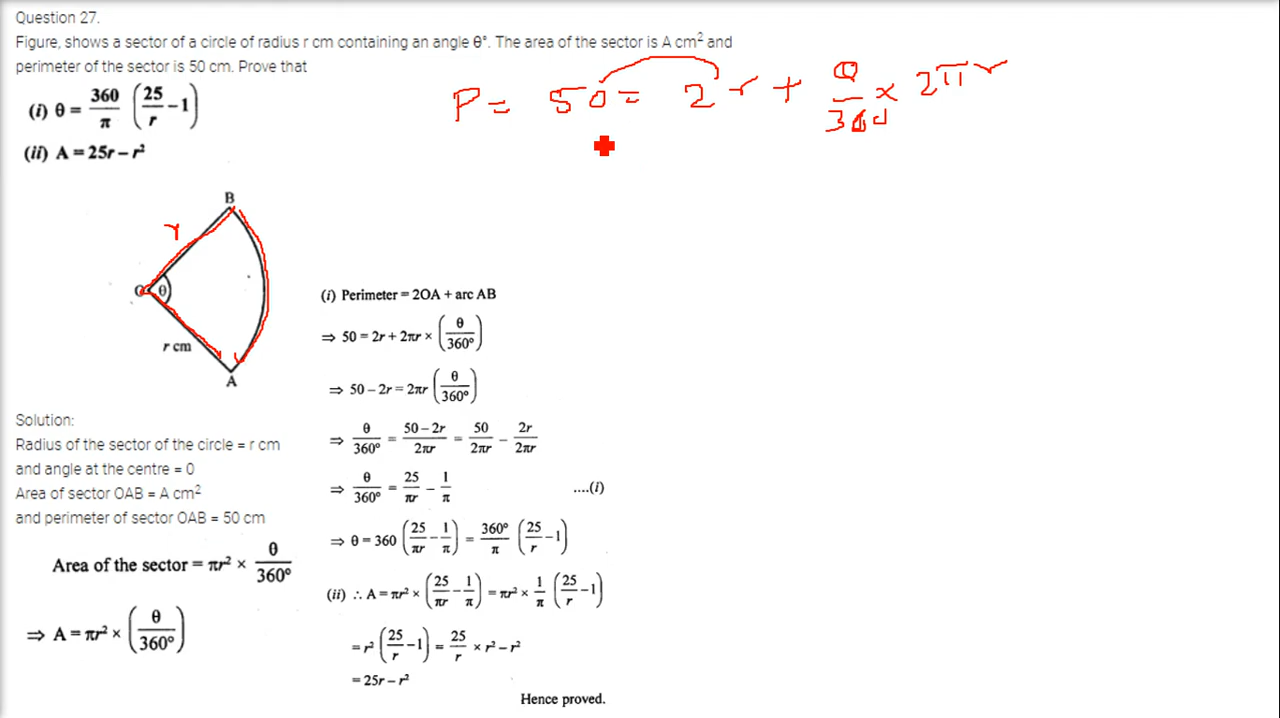 Question 27.
Figure, shows a sector of a circle of radius r cm containing an angle θ°. The area of the sector is A cm² and
perimeter of the sector is 50 cm. Prove that
(i) θ = 360/π (25/r − 1)
(ii) A = 25r − r²
P = 50 = 2r + θ/360 × 2πr
B
r
O
θ
r cm
A
Solution:
Radius of the sector of the circle = r cm
and angle at the centre = 0
Area of sector OAB = A cm²
and perimeter of sector OAB = 50 cm
Area of the sector = πr² × θ/360°
⇒ A = πr² × (θ/360°)
(i) Perimeter = 2OA + arc AB
⇒ 50 = 2r + 2πr × (θ/360°)
⇒ 50 − 2r = 2πr (θ/360°)
⇒ θ/360° = 50 − 2r/2πr = 50/2πr − 2r/2πr
⇒ θ/360° = 25/πr − 1/π ....(i)
⇒ θ = 360 (25/πr − 1/π) = 360°/π (25/r − 1)
(ii) ∴ A = πr² × (25/πr − 1/π) = πr² × 1/π (25/r − 1)
= r² (25/r − 1) = 25/r × r² − r²
= 25r − r²
Hence proved.